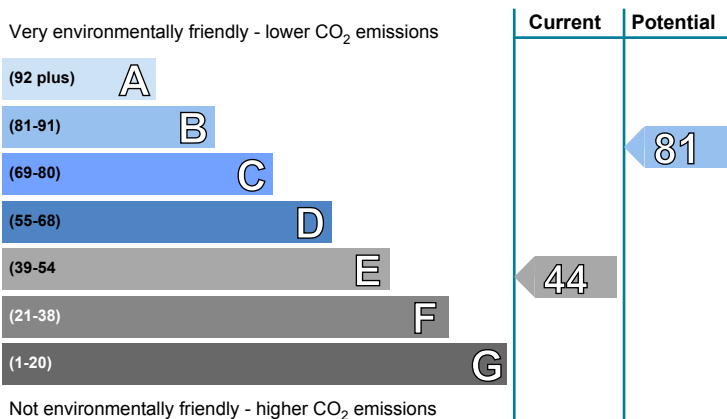 Very environmentally friendly - lower CO2 emissions
Current
Potential
(92 plus) A
(81-91) B
81
(69-80) C
(55-68) D
(39-54 E
44
(21-38) F
(1-20) G
Not environmentally friendly - higher CO2 emissions